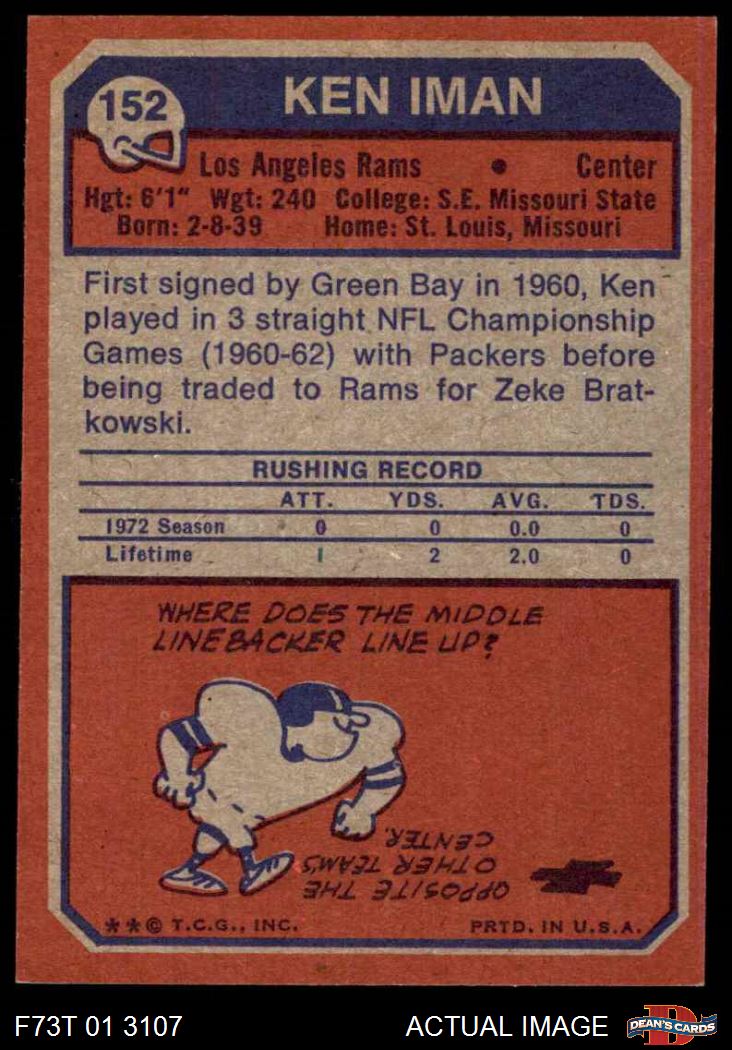 152
KEN IMAN
Los Angeles Rams • Center
Hgt: 6'1" Wgt: 240 College: S.E. Missouri State
Born: 2-8-39 Home: St. Louis, Missouri
First signed by Green Bay in 1960, Ken
played in 3 straight NFL Championship
Games (1960-62) with Packers before
being traded to Rams for Zeke Brat-
kowski.
RUSHING RECORD
ATT. YDS. AVG. TDS.
1972 Season 0 0 0.0 0
Lifetime 1 2 2.0 0
WHERE DOES THE MIDDLE
LINEBACKER LINE UP?
OPPOSITE THE
OTHER TEAM'S
CENTER.
**© T.C.G., INC. PRTD. IN U.S.A.
F73T 01 3107 ACTUAL IMAGE D DEAN'S CARDS